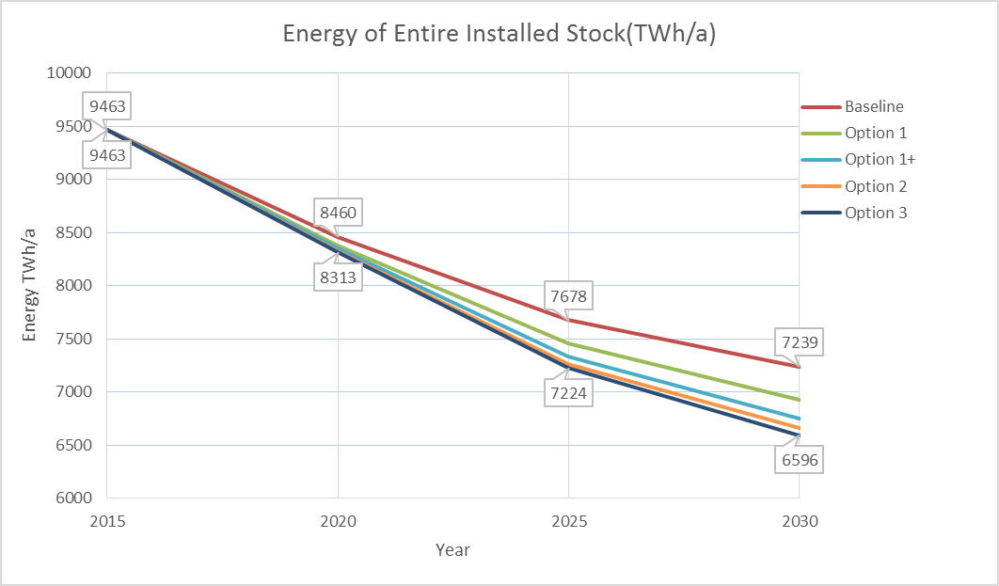 Energy of Entire Installed Stock(TWh/a)
10000
9500
9000
8500
8000
7500
7000
6500
6000
Energy TWh/a
9463
9463
8460
8313
7678
7224
7239
6596
Baseline
Option 1
Option 1+
Option 2
Option 3
2015
2020
2025
2030
Year